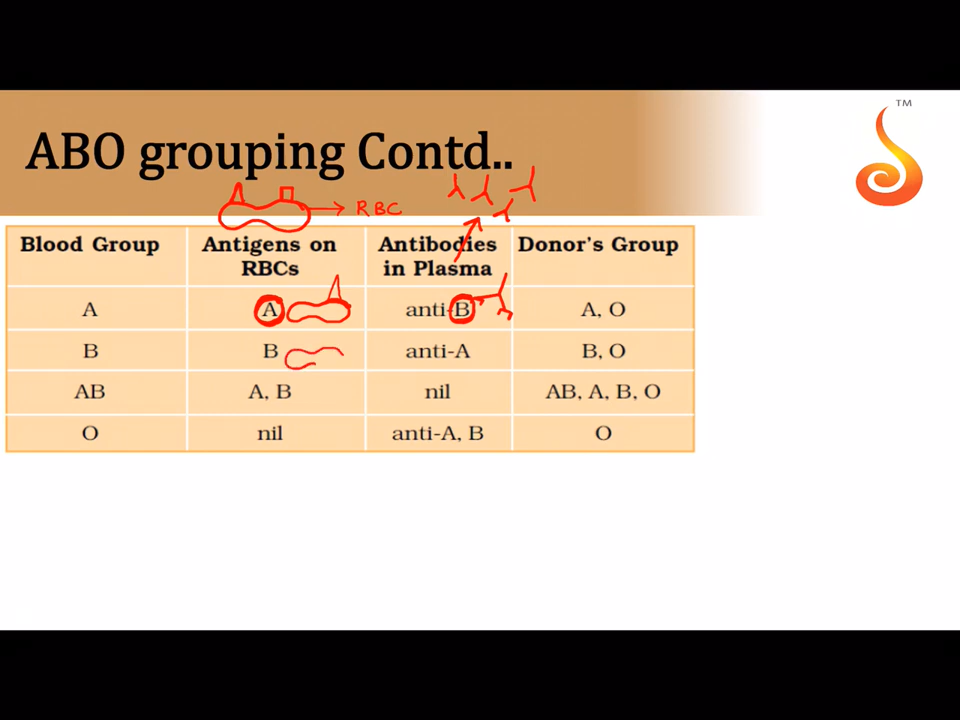 ABO grouping Contd..
TM
RBC
Blood Group Antigens on RBCs Antibodies in Plasma Donor's Group
A A anti-B A, O
B B anti-A B, O
AB A, B nil AB, A, B, O
O nil anti-A, B O